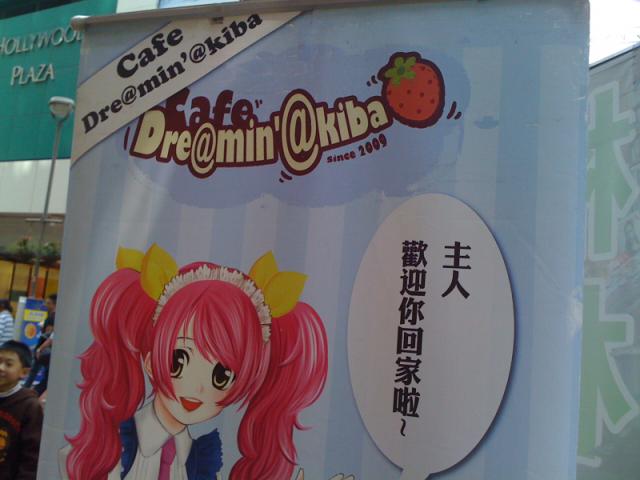 HOLLYWOOD
PLAZA
Cafe
Dre@min'@kiba
Cafe
Dre@min'@kiba
since 2009
主人
歡迎你回家啦~